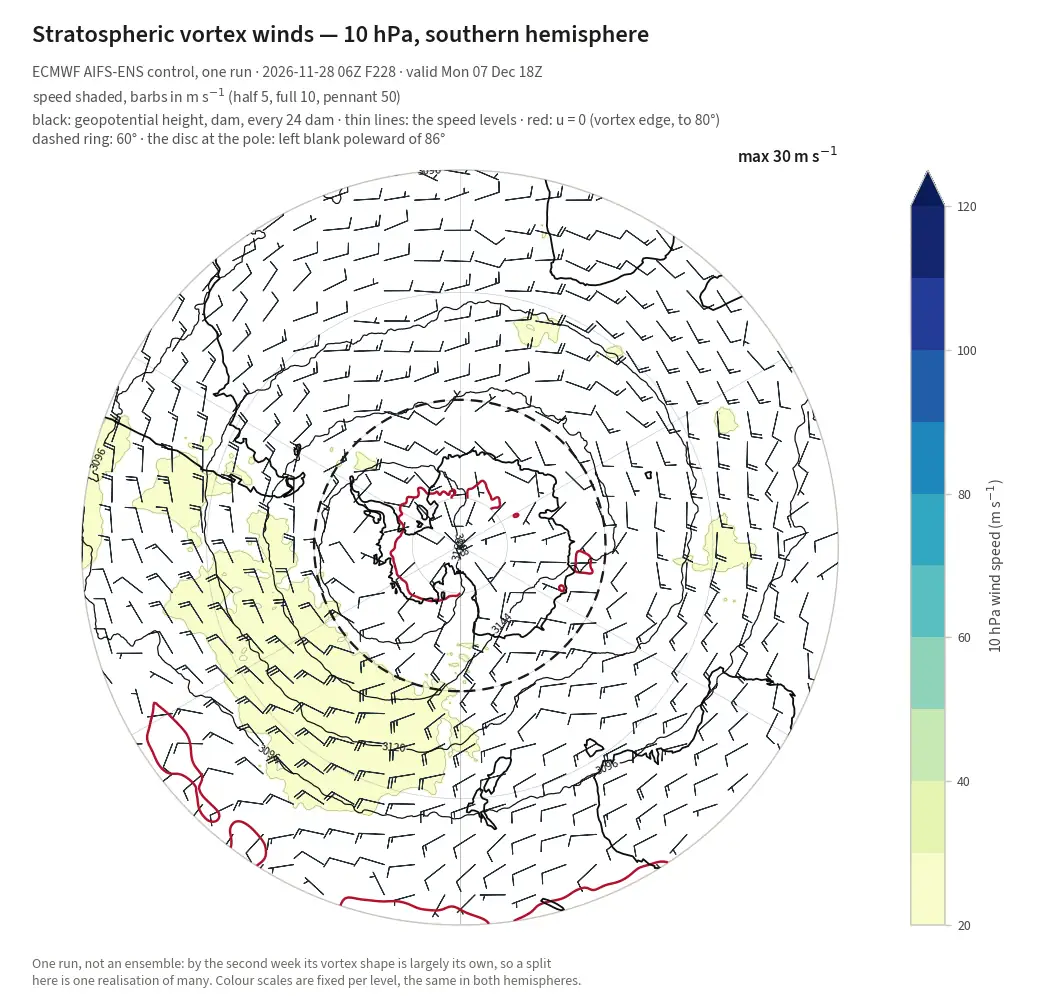 Stratospheric vortex winds — 10 hPa, southern hemisphere
ECMWF AIFS-ENS control, one run · 2026-11-28 06Z F228 · valid Mon 07 Dec 18Z
speed shaded, barbs in m s⁻¹ (half 5, full 10, pennant 50)
black: geopotential height, dam, every 24 dam · thin lines: the speed levels · red: u = 0 (vortex edge, to 80°)
dashed ring: 60° · the disc at the pole: left blank poleward of 86°
max 30 m s⁻¹
3096
3144
3120
3096
120
100
80
60
40
20
10 hPa wind speed (m s⁻¹)
One run, not an ensemble: by the second week its vortex shape is largely its own, so a split
here is one realisation of many. Colour scales are fixed per level, the same in both hemispheres.